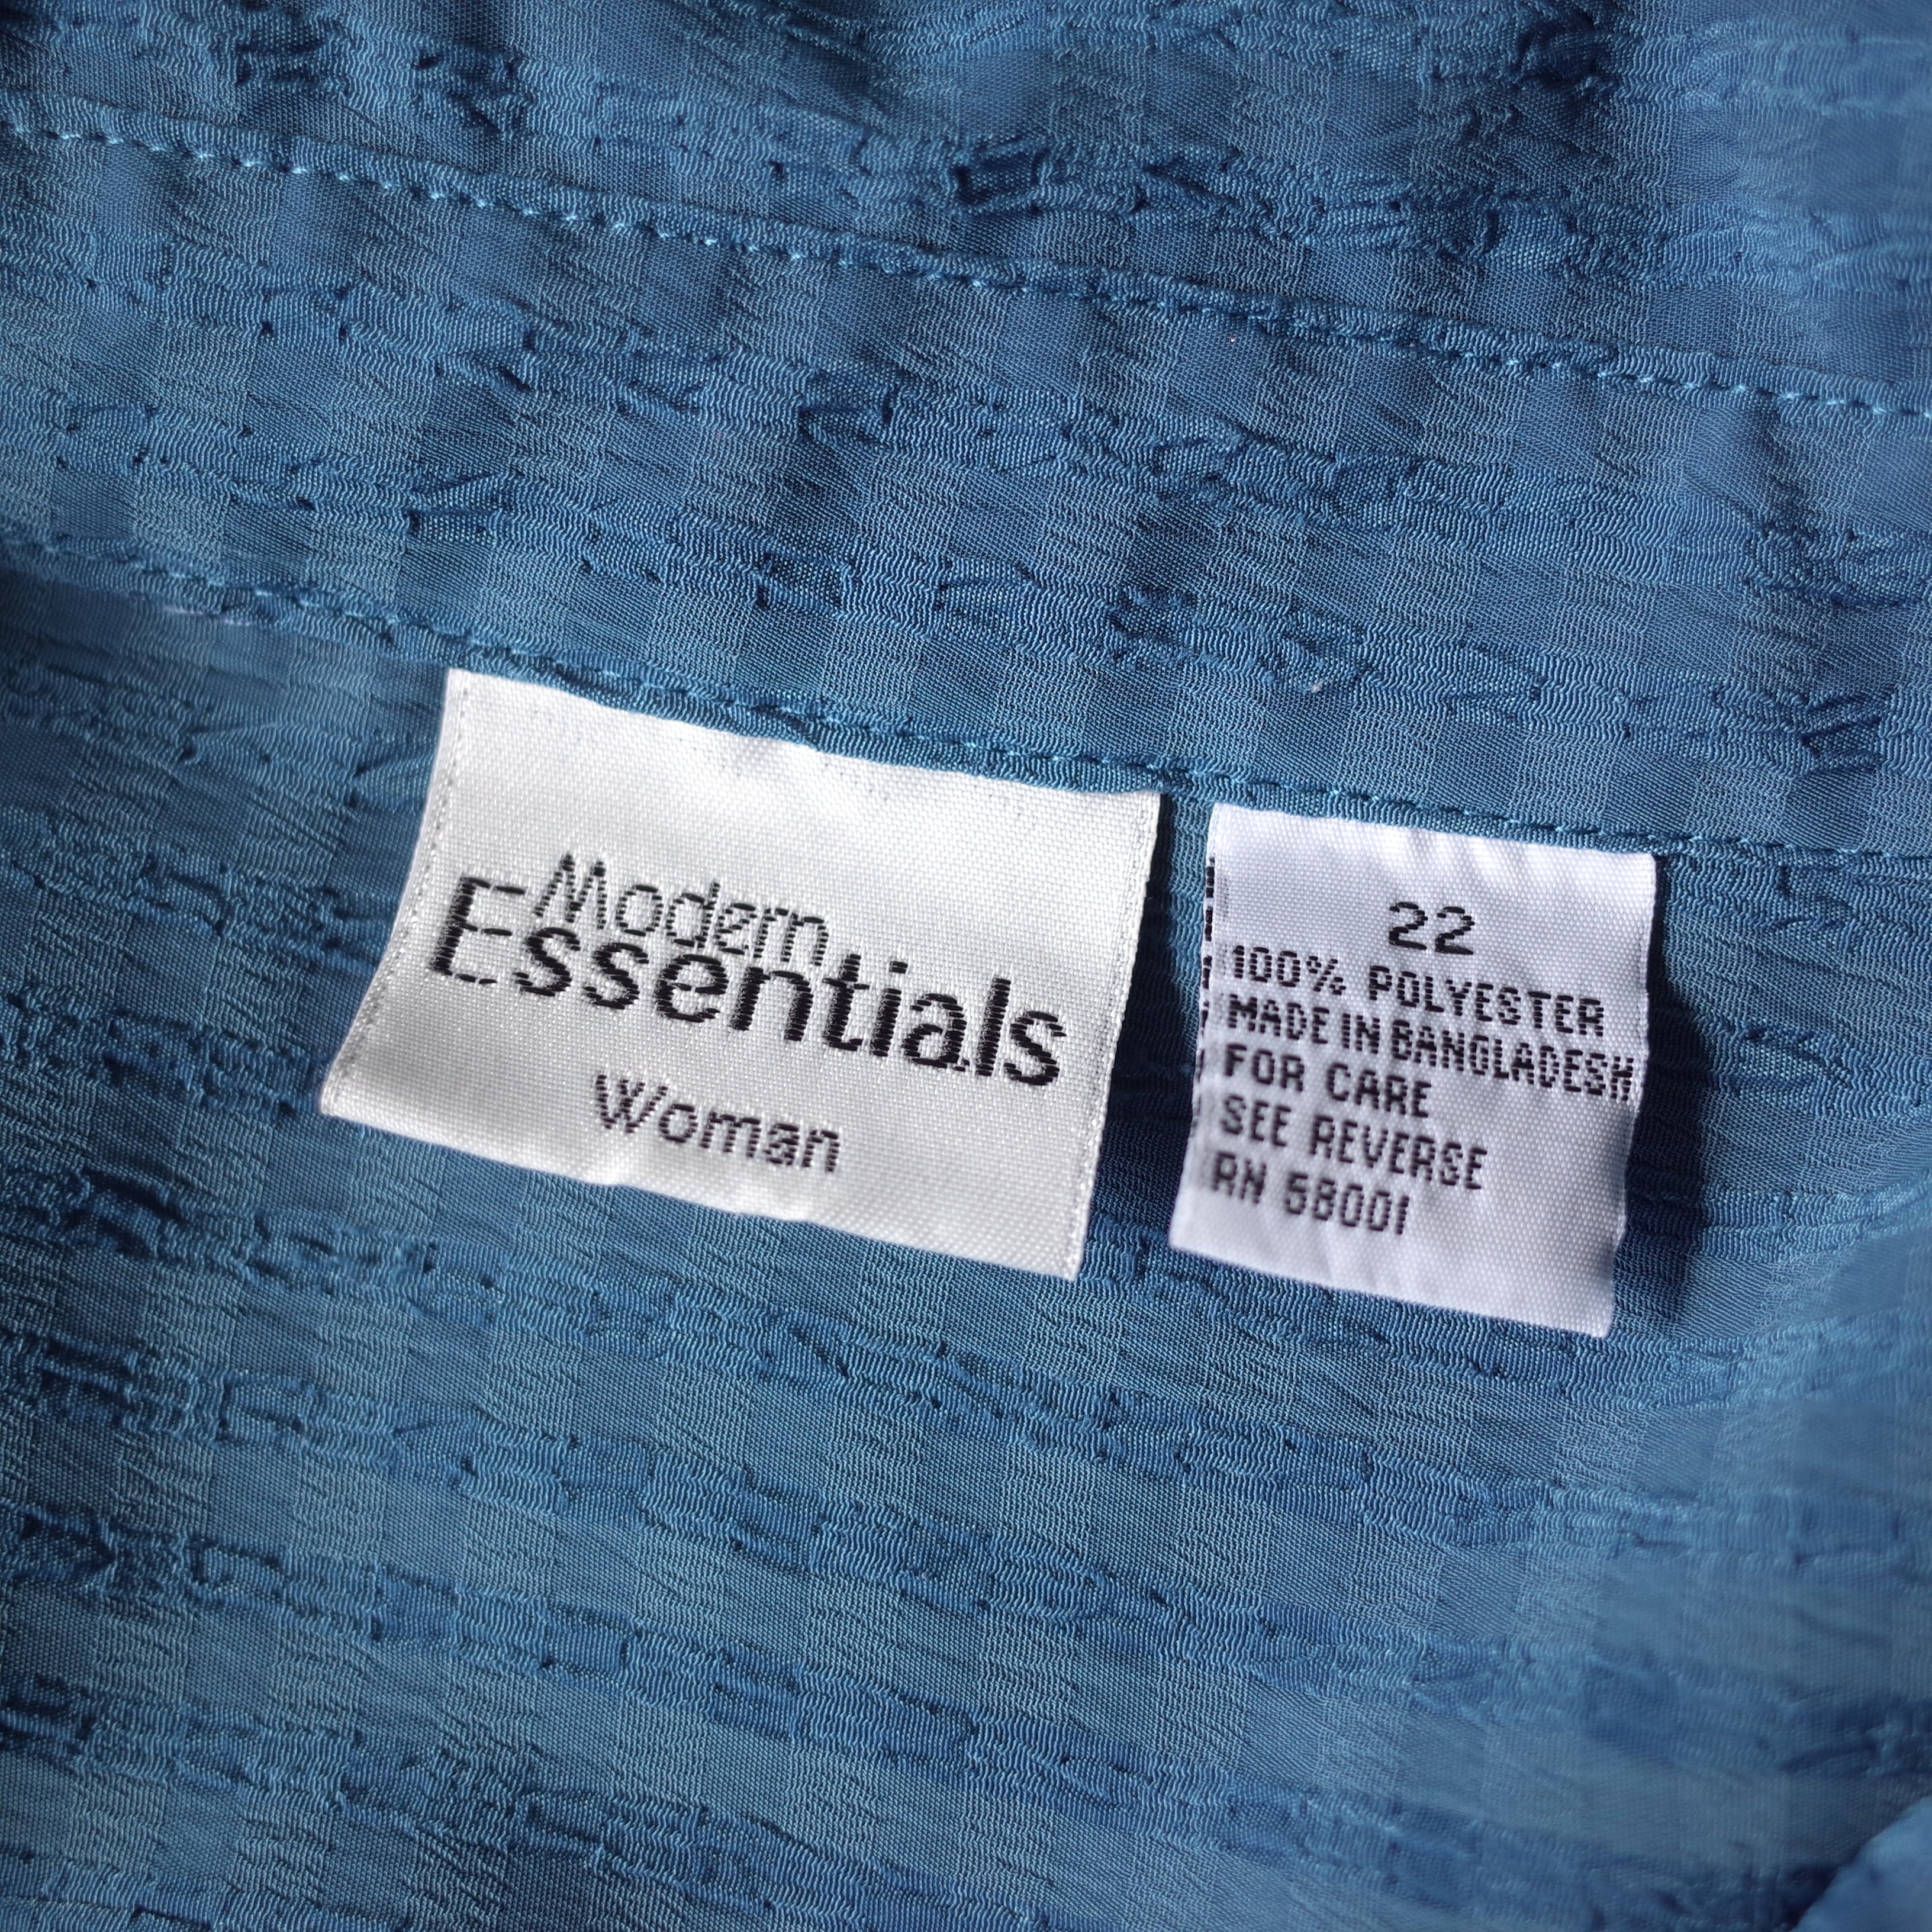 Modern
Essentials
Woman
22
100% POLYESTER
MADE IN BANGLADESH
FOR CARE
SEE REVERSE
RN 58001